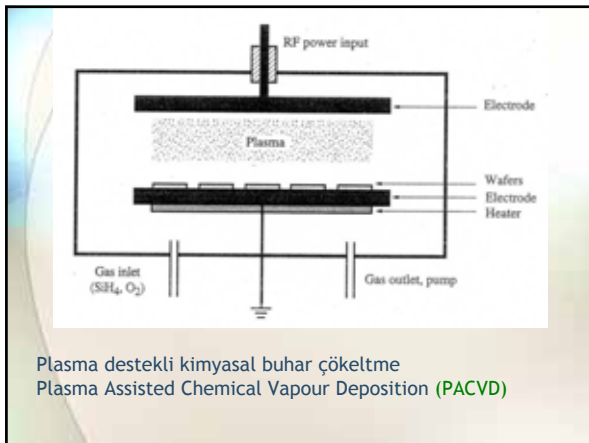 RF power input
Electrode
Plasma
Wafers
Electrode
Heater
Gas inlet
(SiH₄, O₂)
Gas outlet, pump
Plasma destekli kimyasal buhar çökeltme
Plasma Assisted Chemical Vapour Deposition (PACVD)